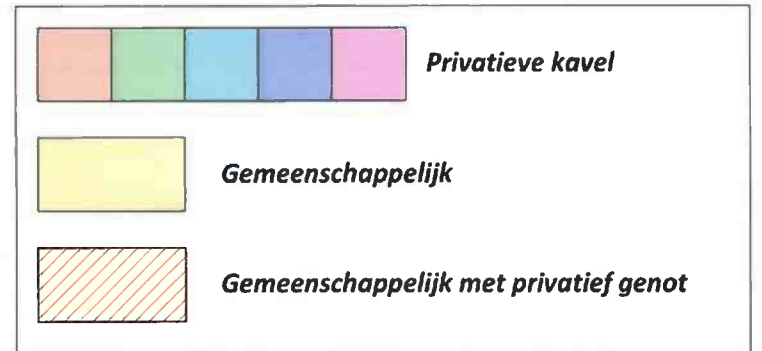 Privatieve kavel
Gemeenschappelijk
Gemeenschappelijk met privatief genot